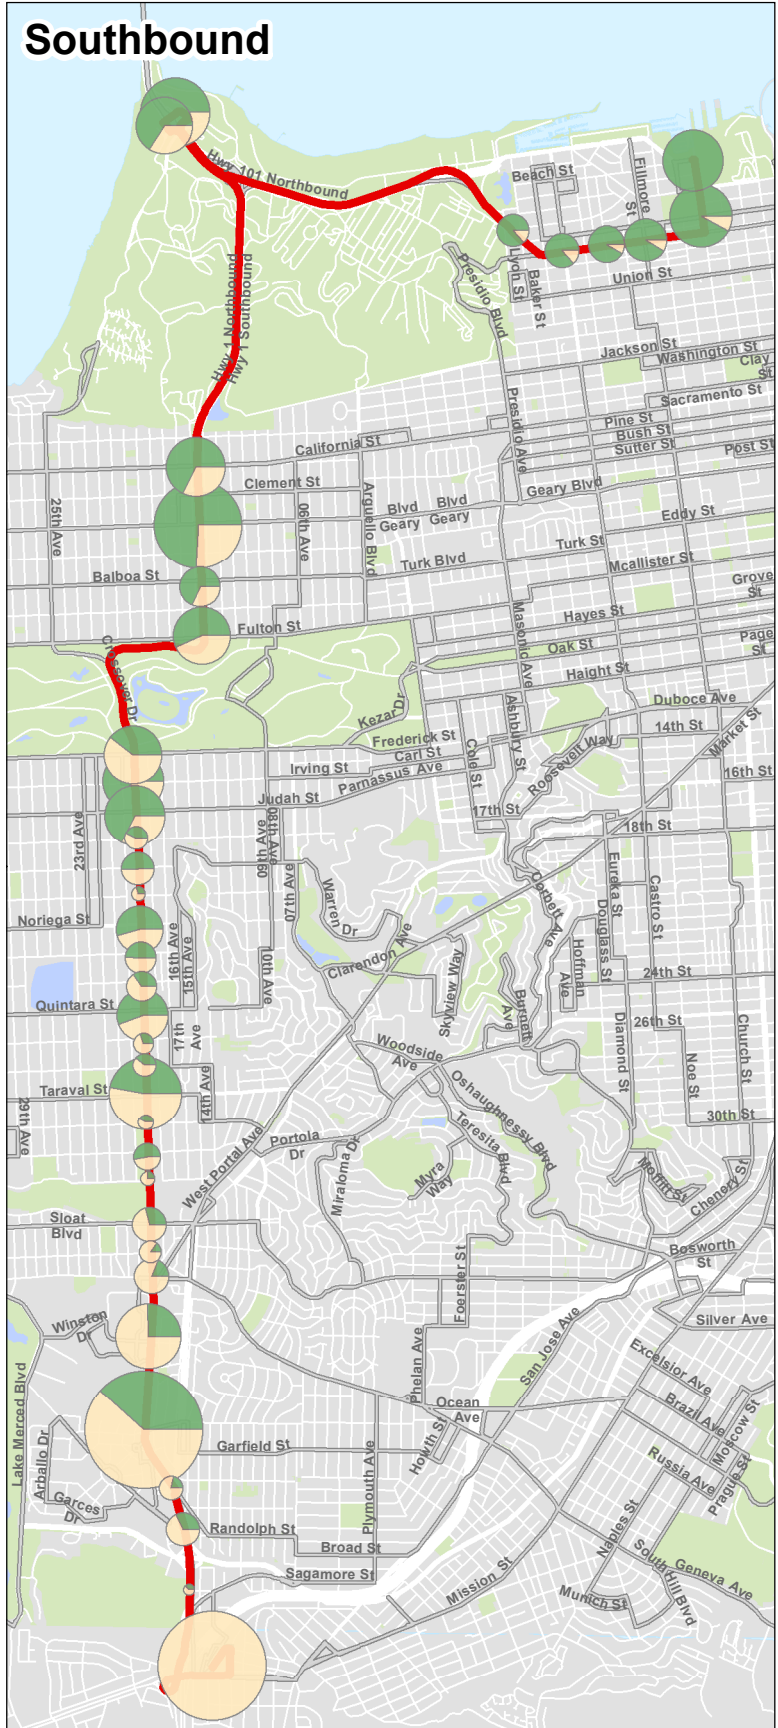 Southbound
Hwy 101 Northbound
Beach St
Fillmore
St
Lyon St
Baker St
Union St
Presidio Blvd
Hwy 1 Northbound
Hwy 1 Southbound
Jackson St
Washington St
Clay
St
Sacramento St
Presidio Ave
Pine St
Bush St
Sutter St
Post St
California St
Clement St
Geary Blvd
25th Ave
06th Ave
Arguello Blvd
Blvd Blvd
Geary Geary
Eddy St
Turk St
Turk Blvd
Mcallister St
Balboa St
Grove
St
Masonic Ave
Hayes St
Fulton St
Page
St
Oak St
Crossover Dr
Haight St
Kezar Dr
Ashbury St
Duboce Ave
14th St
Market St
Frederick St
Carl St
Cole St
Roosevelt Way
Irving St
Parnassus Ave
16th St
Judah St
17th St
18th St
23rd Ave
09th Ave
08th Ave
07th Ave
Warren Dr
Corbett Ave
Eureka St
Castro St
Douglass St
Noriega St
16th Ave
15th Ave
10th Ave
Clarendon Ave
Skyview Way
Hoffman
Ave
24th St
Quintara St
Burnett
Ave
26th St
17th
Ave
Woodside
Ave
Diamond St
Church St
Noe St
Taraval St
14th Ave
Oshaughnessy Blvd
29th Ave
Teresita Blvd
30th St
West Portal Ave
Portola
Dr
Miraloma Dr
Myra
Way
Moffitt St
Chenery St
Sloat
Blvd
Bosworth
St
Foerster St
Winston
Dr
San Jose Ave
Silver Ave
Phelan Ave
Excelsior Ave
Lake Merced Blvd
Ocean
Ave
Brazil Ave
Moscow St
Arballo Dr
Garfield St
Plymouth Ave
Howth St
Russia Ave
Prague St
Garces
Dr
Randolph St
Broad St
Naples St
Sagamore St
Mission St
South Hill Blvd
Geneva Ave
Munich St